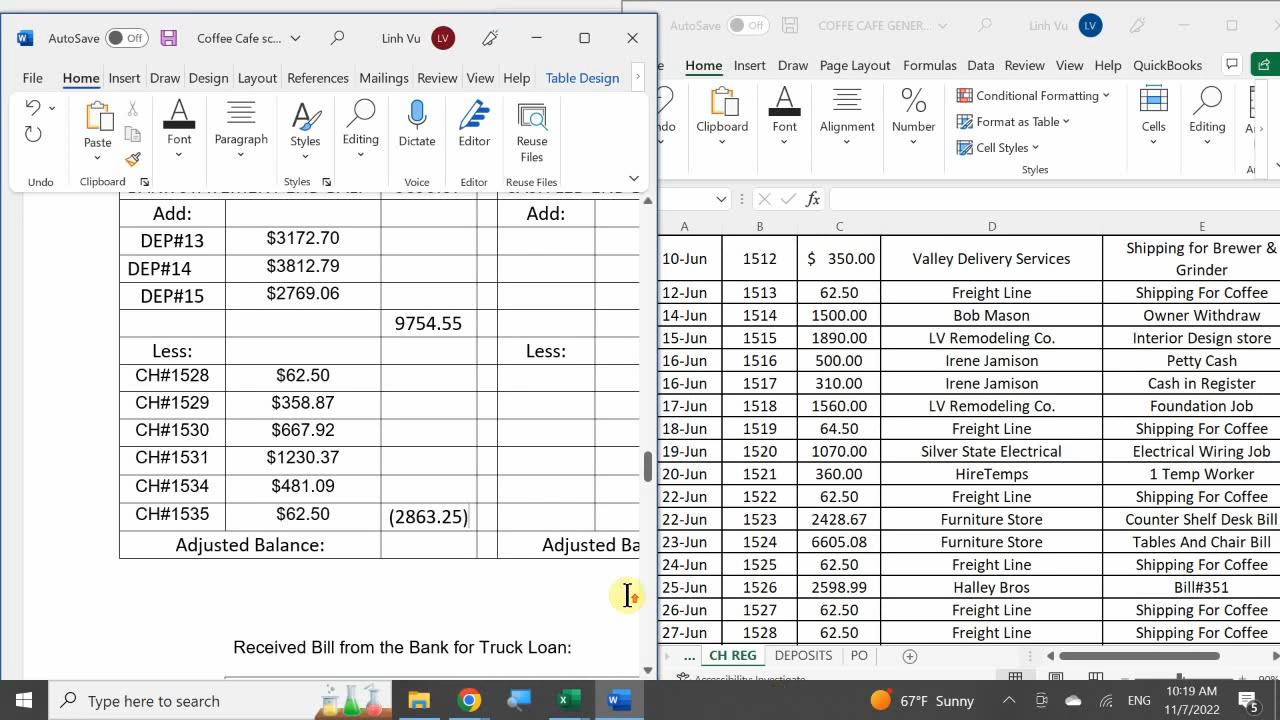 AutoSave Off Coffee Cafe sc... Linh Vu LV
File Home Insert Draw Design Layout References Mailings Review View Help Table Design
Paste Font Paragraph Styles Editing Dictate Editor Reuse Files
Undo Clipboard Styles Voice Editor Reuse Files
Add: Add:
DEP#13 $3172.70
DEP#14 $3812.79
DEP#15 $2769.06
9754.55
Less: Less:
CH#1528 $62.50
CH#1529 $358.87
CH#1530 $667.92
CH#1531 $1230.37
CH#1534 $481.09
CH#1535 $62.50 (2863.25)
Adjusted Balance: Adjusted Ba
Received Bill from the Bank for Truck Loan:
AutoSave Off COFFE CAFE GENER... Linh Vu LV
e Home Insert Draw Page Layout Formulas Data Review View Help QuickBooks
ndo Clipboard Font Alignment Number Conditional Formatting Format as Table Cell Styles Cells Editing
Styles
fx
A B C D E
10-Jun 1512 $ 350.00 Valley Delivery Services Shipping for Brewer & Grinder
12-Jun 1513 62.50 Freight Line Shipping For Coffee
14-Jun 1514 1500.00 Bob Mason Owner Withdraw
15-Jun 1515 1890.00 LV Remodeling Co. Interior Design store
16-Jun 1516 500.00 Irene Jamison Petty Cash
16-Jun 1517 310.00 Irene Jamison Cash in Register
17-Jun 1518 1560.00 LV Remodeling Co. Foundation Job
18-Jun 1519 64.50 Freight Line Shipping For Coffee
19-Jun 1520 1070.00 Silver State Electrical Electrical Wiring Job
20-Jun 1521 360.00 HireTemps 1 Temp Worker
22-Jun 1522 62.50 Freight Line Shipping For Coffee
22-Jun 1523 2428.67 Furniture Store Counter Shelf Desk Bill
23-Jun 1524 6605.08 Furniture Store Tables And Chair Bill
24-Jun 1525 62.50 Freight Line Shipping For Coffee
25-Jun 1526 2598.99 Halley Bros Bill#351
26-Jun 1527 62.50 Freight Line Shipping For Coffee
27-Jun 1528 62.50 Freight Line Shipping For Coffee
... CH REG DEPOSITS PO
Type here to search
67°F Sunny ENG 10:19 AM
11/7/2022 5